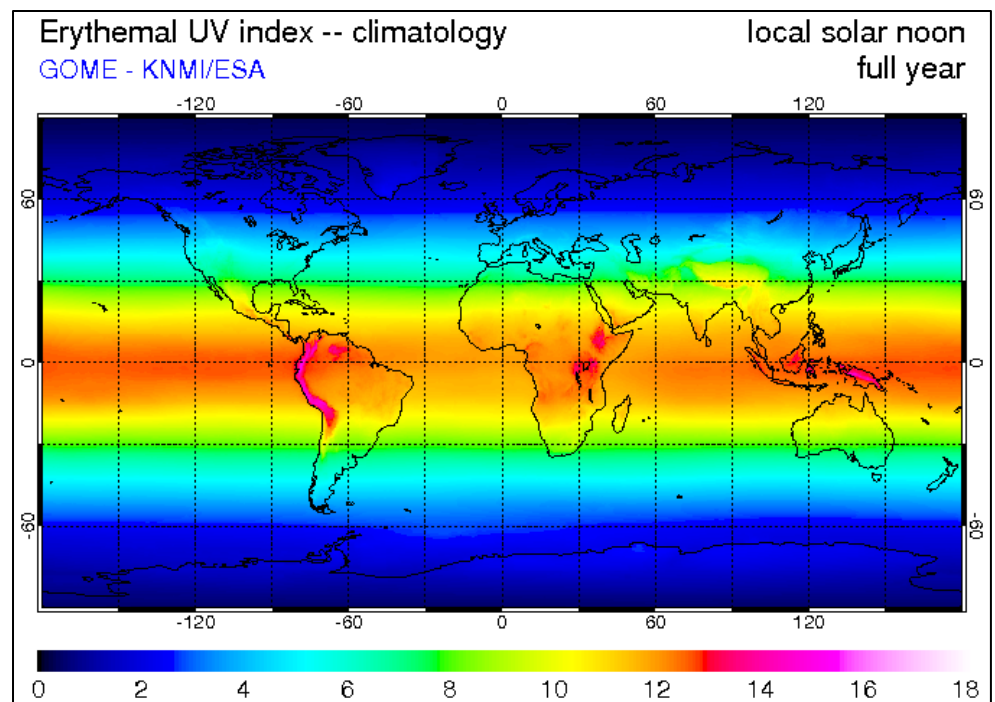 Erythemal UV index -- climatology local solar noon
GOME - KNMI/ESA full year
-120 -60 0 60 120
60 60
0 0
-60 -60
-120 -60 0 60 120
0 2 4 6 8 10 12 14 16 18